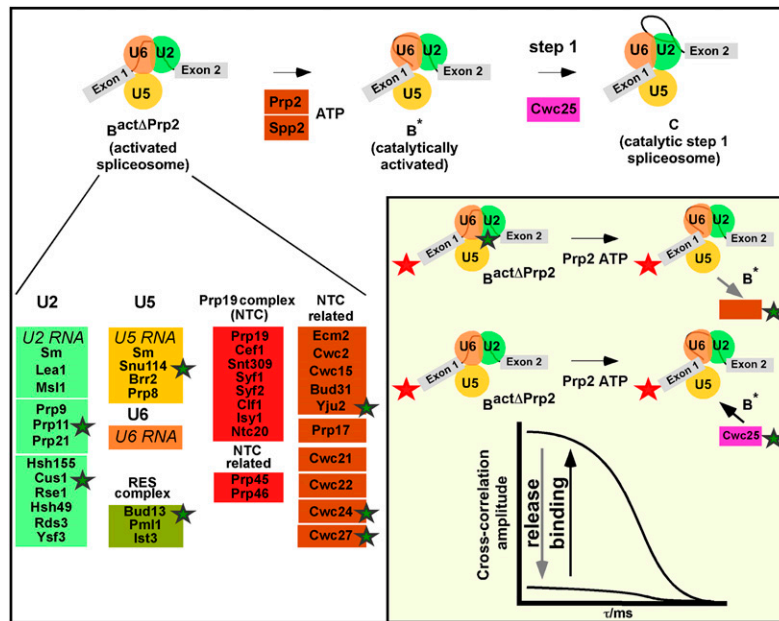 U6 U2
Exon 1
Exon 2
U5
BactΔPrp2
(activated
spliceosome)
Prp2
Spp2
ATP
U6
U2
Exon 1
Exon 2
U5
B*
(catalytically
activated)
step 1
Cwc25
U6 U2
Exon 1
Exon 2
U5
C
(catalytic step 1
spliceosome)
U2
U2 RNA
Sm
Lea1
Msl1
Prp9
Prp11
Prp21
Hsh155
Cus1
Rse1
Hsh49
Rds3
Ysf3
U5
U5 RNA
Sm
Snu114
Brr2
Prp8
U6
U6 RNA
RES
complex
Bud13
Pml1
Ist3
Prp19 complex
(NTC)
Prp19
Cef1
Snt309
Syf1
Syf2
Clf1
Isy1
Ntc20
NTC
related
Prp45
Prp46
NTC
related
Ecm2
Cwc2
Cwc15
Bud31
Yju2
Prp17
Cwc21
Cwc22
Cwc24
Cwc27
U6 U2
Exon 1
Exon 2
U5
BactΔPrp2
Prp2 ATP
U6 U2
Exon 1
Exon 2
U5
B*
U6 U2
Exon 1
Exon 2
U5
BactΔPrp2
Prp2 ATP
U6 U2
Exon 1
Exon 2
U5
B*
Cwc25
Cross-correlation
amplitude
release
binding
τ/ms